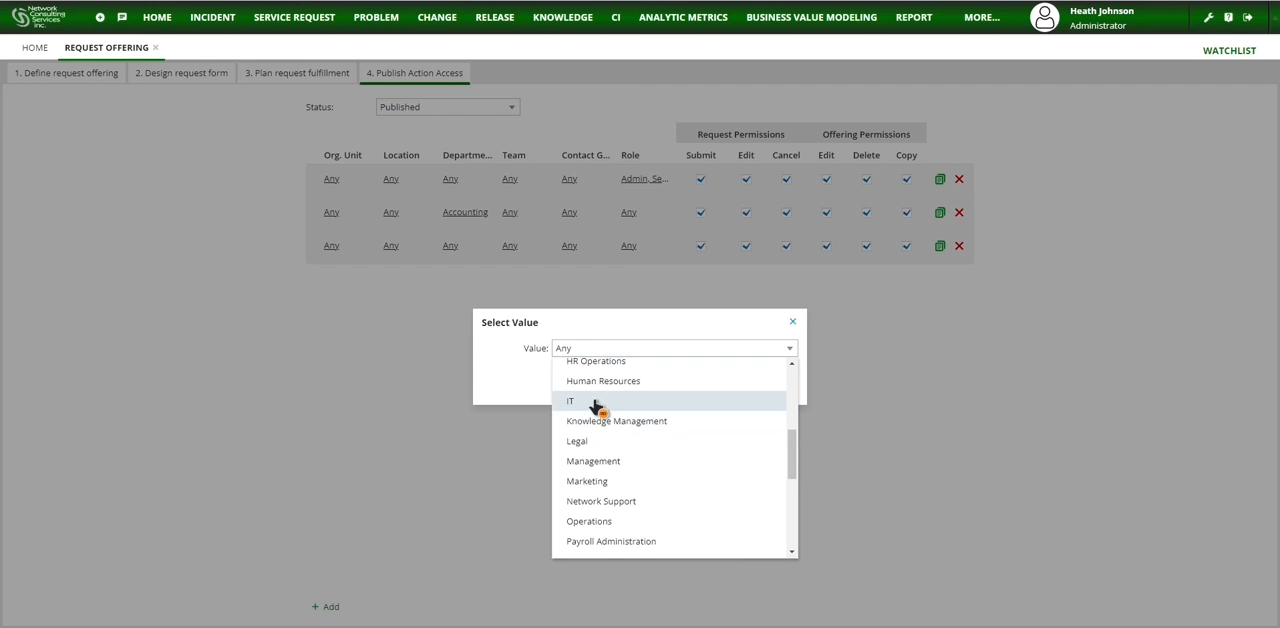 Network
Consulting
Services
Inc.
HOME
INCIDENT
SERVICE REQUEST
PROBLEM
CHANGE
RELEASE
KNOWLEDGE
CI
ANALYTIC METRICS
BUSINESS VALUE MODELING
REPORT
MORE...
Heath Johnson
Administrator
HOME
REQUEST OFFERING
WATCHLIST
1. Define request offering
2. Design request form
3. Plan request fulfillment
4. Publish Action Access
Status:
Published
Request Permissions
Offering Permissions
Org. Unit
Location
Departme...
Team
Contact G...
Role
Submit
Edit
Cancel
Edit
Delete
Copy
Any
Any
Any
Any
Any
Admin, Se...
Any
Any
Accounting
Any
Any
Any
Any
Any
Any
Any
Any
Any
Select Value
Value:
Any
HR Operations
Human Resources
IT
Knowledge Management
Legal
Management
Marketing
Network Support
Operations
Payroll Administration
+ Add